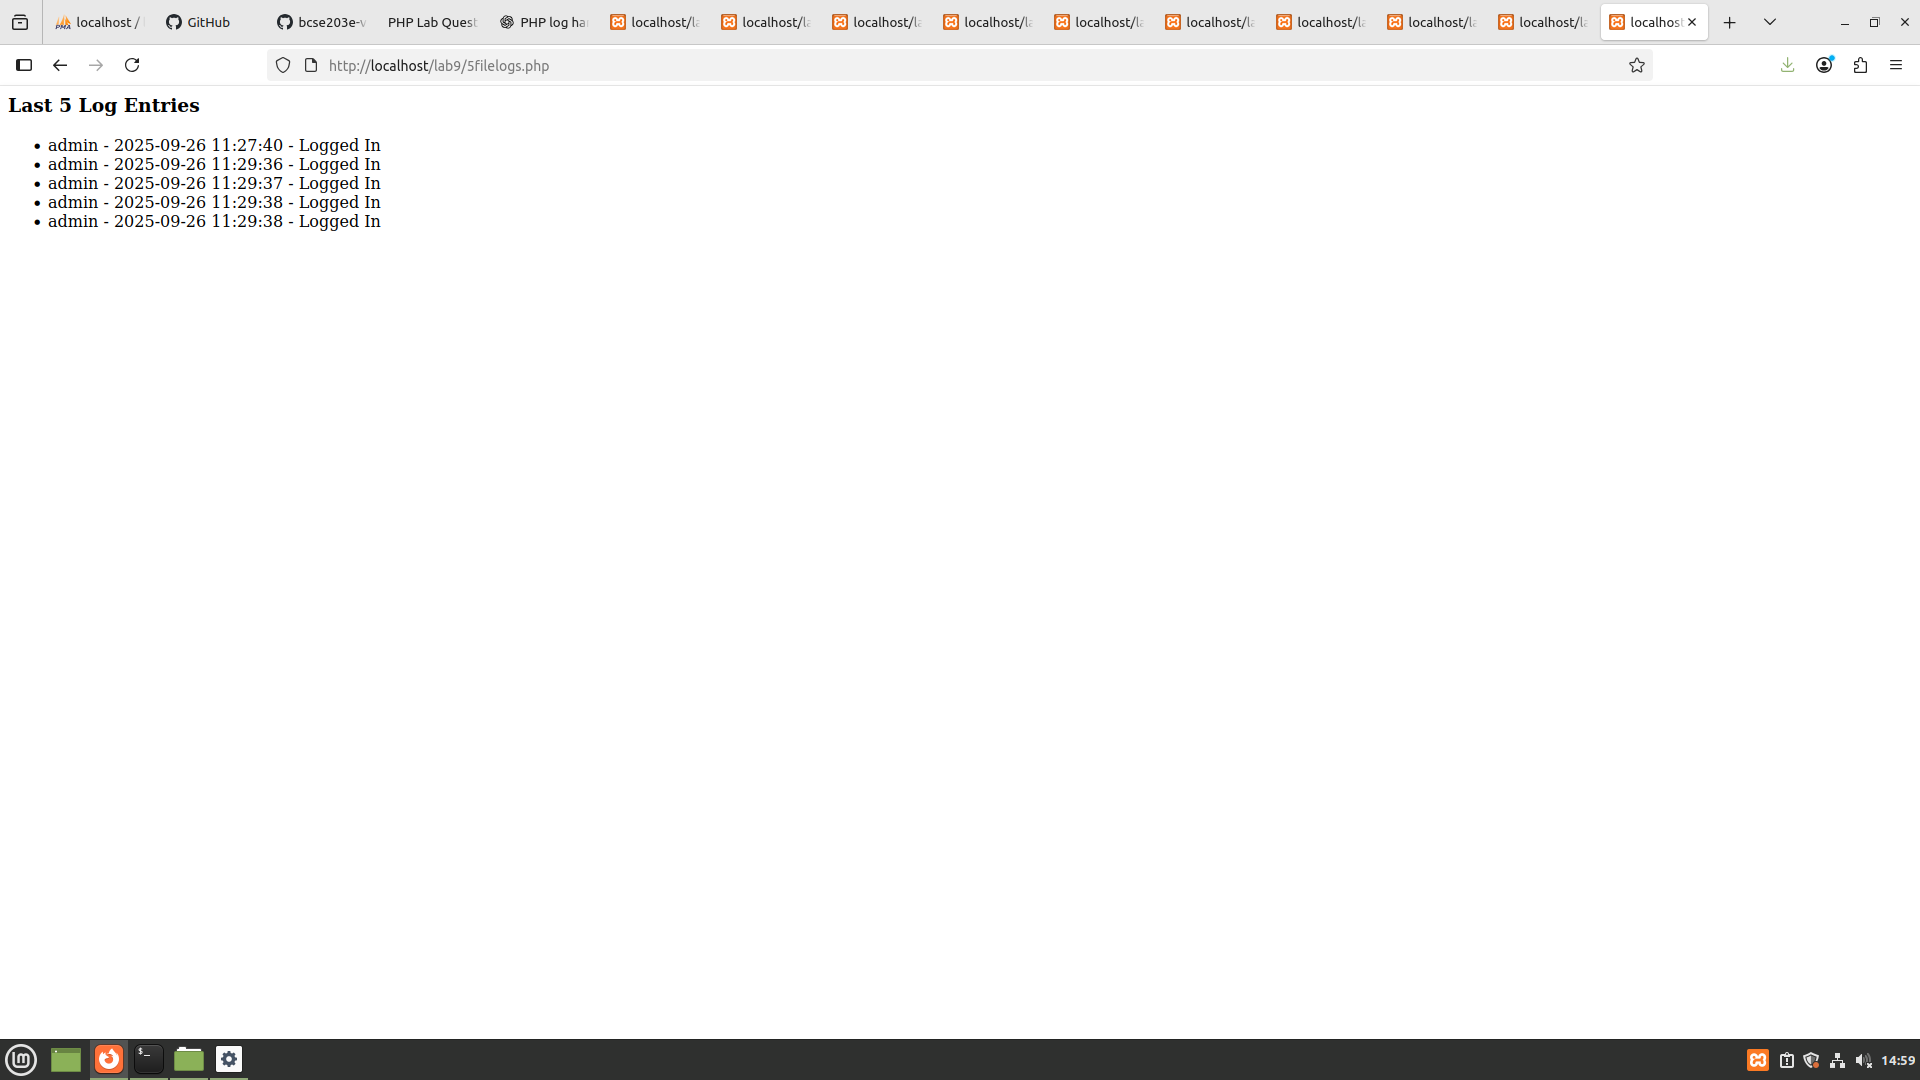 localhost /
GitHub
bcse203e-v
PHP Lab Quest
PHP log ha
localhost/la
localhost/la
localhost/la
localhost/la
localhost/la
localhost/la
localhost/la
localhost/la
localhost/la
localhost
http://localhost/lab9/5filelogs.php
Last 5 Log Entries
• admin - 2025-09-26 11:27:40 - Logged In
• admin - 2025-09-26 11:29:36 - Logged In
• admin - 2025-09-26 11:29:37 - Logged In
• admin - 2025-09-26 11:29:38 - Logged In
• admin - 2025-09-26 11:29:38 - Logged In
14:59